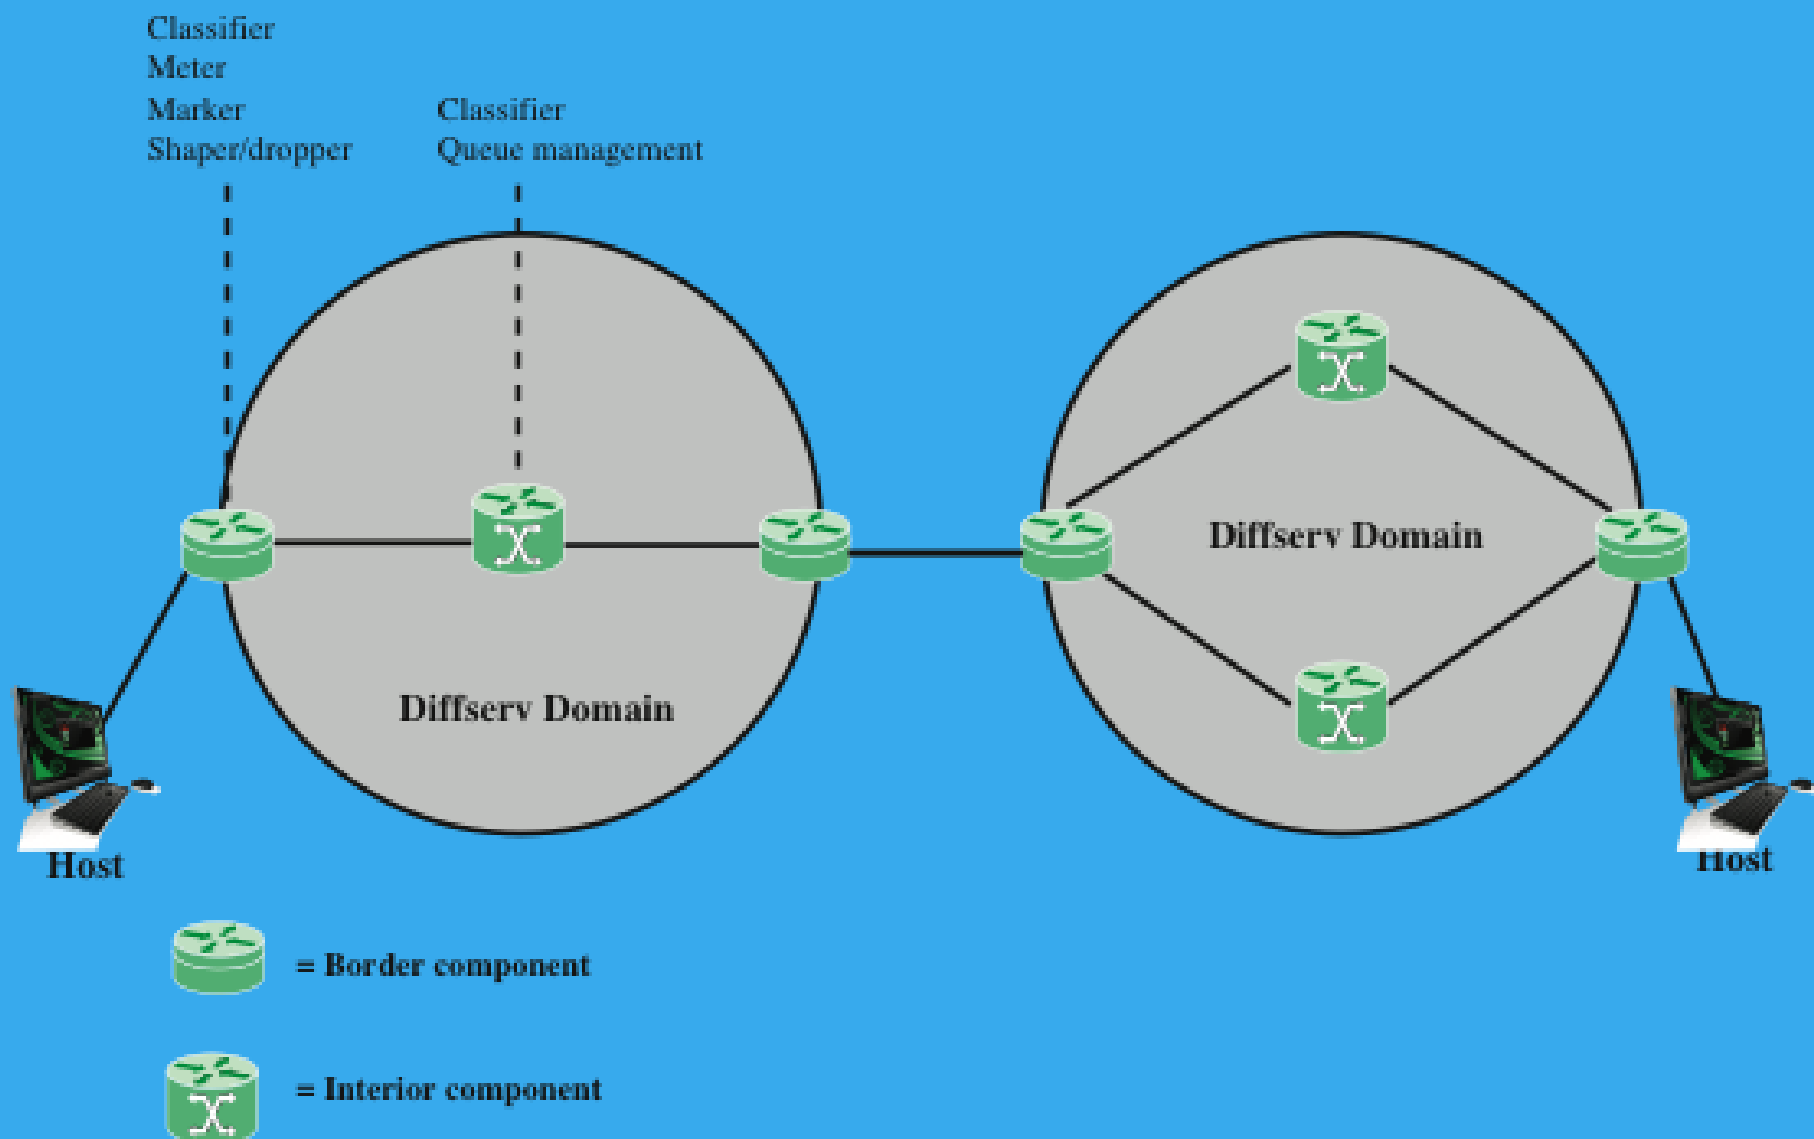 Classifier
Meter
Marker
Shaper/dropper
Classifier
Queue management
Diffserv Domain
Diffserv Domain
Host
Host
= Border component
= Interior component